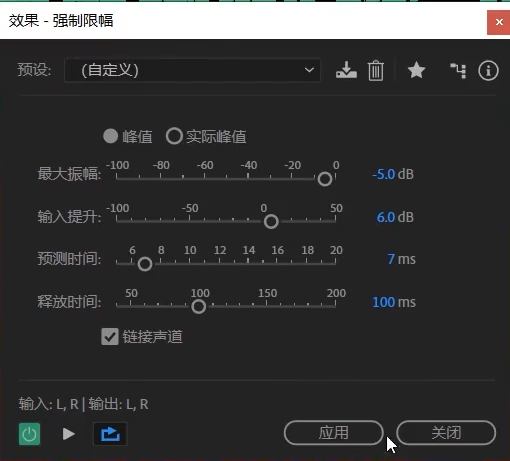 效果 - 强制限幅
预设: (自定义)
峰值 实际峰值
-100 -80 -60 -40 -20 0
最大振幅: -5.0 dB
-100 -50 0 50
输入提升: 6.0 dB
6 8 10 12 14 16 18 20
预测时间: 7 ms
50 100 150 200
释放时间: 100 ms
链接声道
输入: L, R | 输出: L, R
应用 关闭